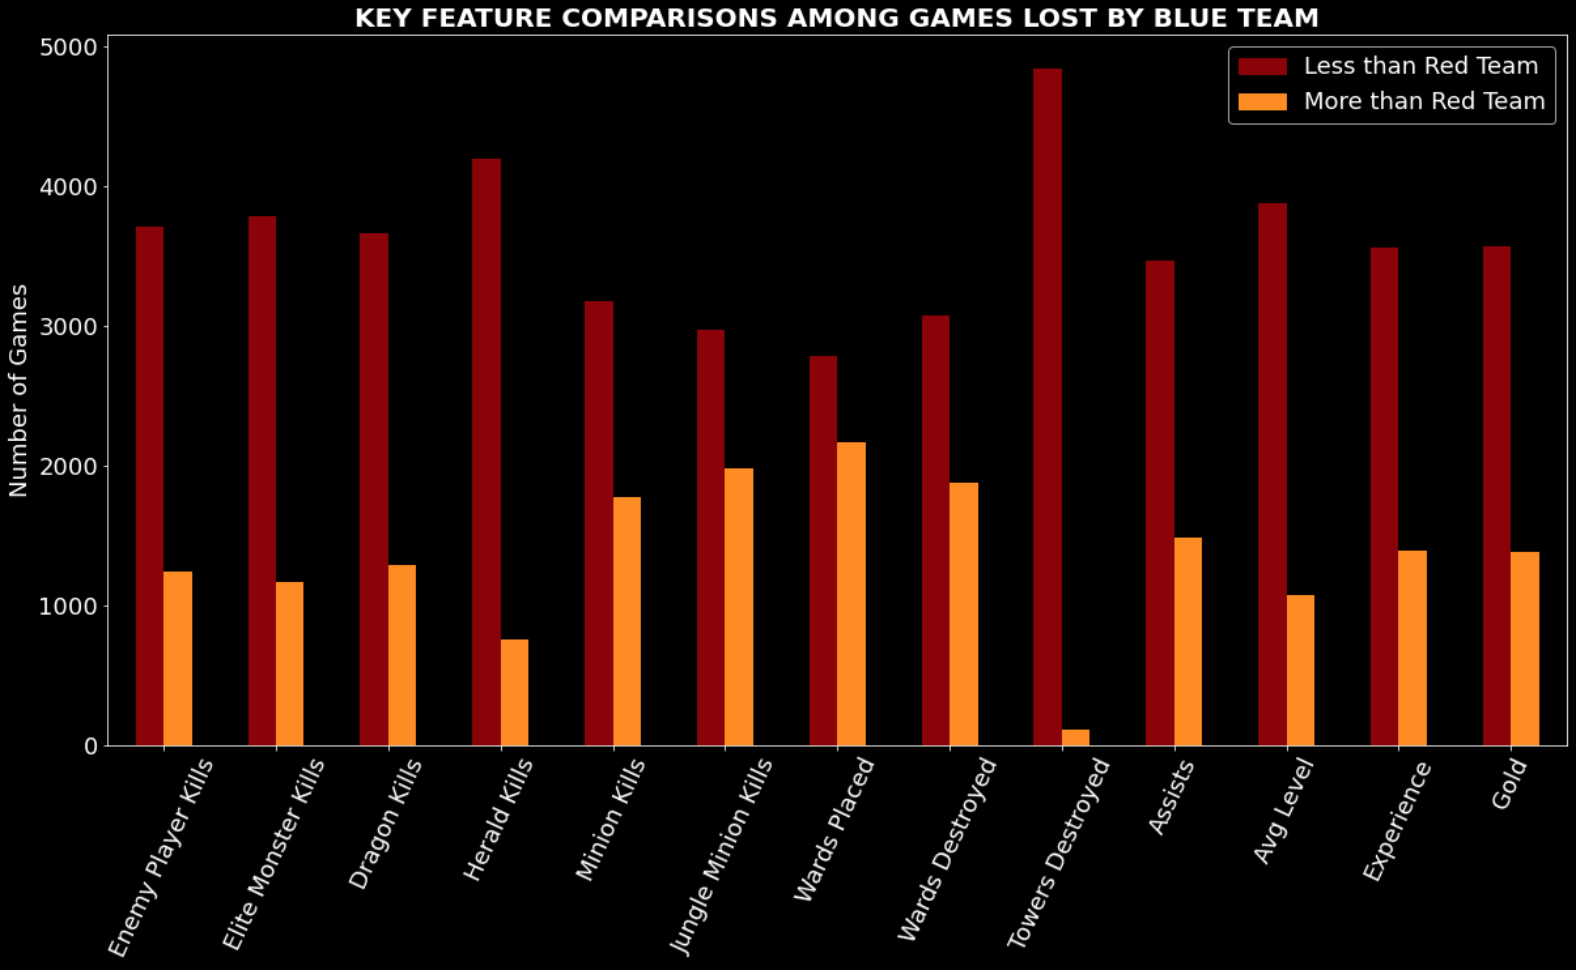 KEY FEATURE COMPARISONS AMONG GAMES LOST BY BLUE TEAM
Less than Red Team
More than Red Team
Number of Games
5000
4000
3000
2000
1000
0
Enemy Player Kills
Elite Monster Kills
Dragon Kills
Herald Kills
Minion Kills
Jungle Minion Kills
Wards Placed
Wards Destroyed
Towers Destroyed
Assists
Avg Level
Experience
Gold